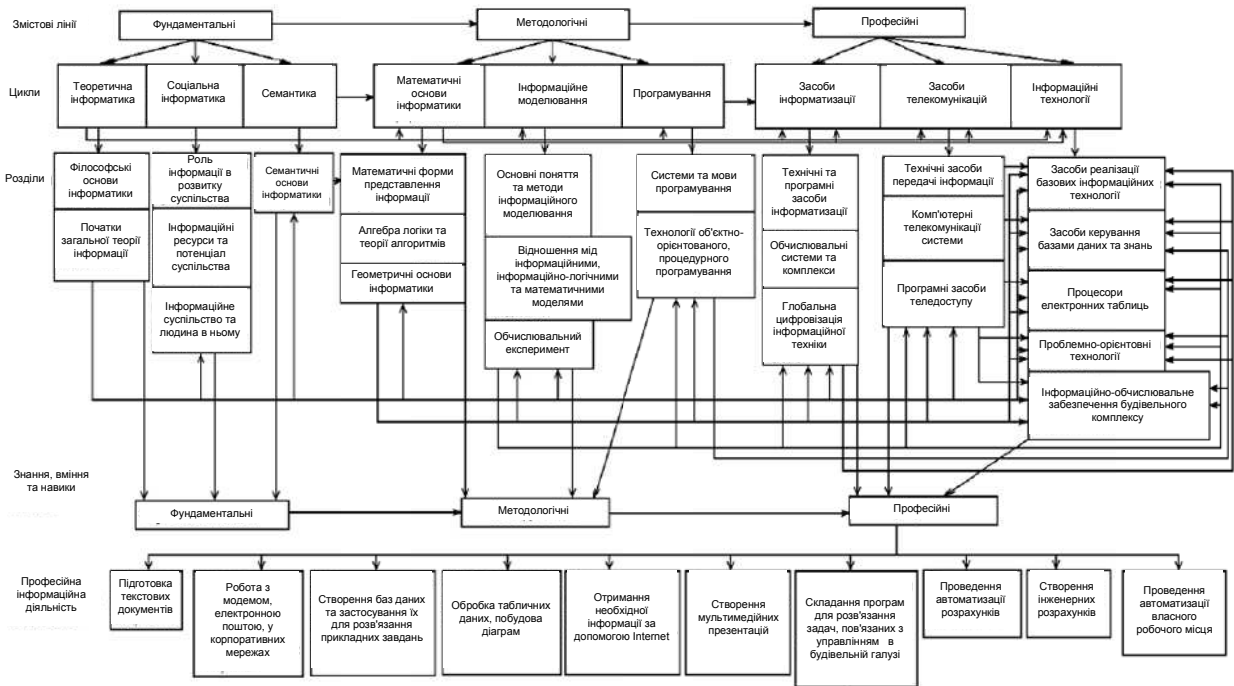 Змістові лінії
Фундаментальні
Методологічні
Професійні
Цикли
Теоретична
інформатика
Соціальна
інформатика
Семантика
Математичні
основи
інформатики
Інформаційне
моделювання
Програмування
Засоби
інформатизації
Засоби
телекомунікацій
Інформаційні
технології
Розділи
Філософські
основи
інформатики
Початки
загальної теорії
інформації
Роль
інформації в
розвитку
суспільства
Інформаційні
ресурси та
потенціал
суспільства
Інформаційне
суспільство та
людина в ньому
Семантичні основи
інформатики
Математичні форми
представлення
інформації
Алгебра логіки та
теорії алгоритмів
Геометричні основи
інформатики
Основні поняття
та методи
інформаційного
моделювання
Відношення мід
інформаційними,
інформаційно-логічними
та математичними
моделями
Обчислювальний
експеримент
Системи та мови
програмування
Технології об'єктно-
орієнтованого,
процедурного
програмування
Технічні та
програмні
засоби
інформатизації
Обчислювальні
системи та
комплекси
Глобальна
цифровізація
інформаційної
техніки
Технічні засоби
передачі інформації
Комп'ютерні
телекомунікації
системи
Програмні засоби
теледоступу
Засоби реалізації
базових інформаційних
технології
Засоби керування
базами даних та знань
Процесори
електронних таблиць
Проблемно-орієнтовні
технології
Інформаційно-обчислювальне
забезпечення будівельного
комплексу
Знання, вміння
та навики
Фундаментальні
Методологічні
Професійні
Професійна
інформаційна
діяльність
Підготовка
текстових
документів
Робота з
модемом,
електронною
поштою, у
корпоративних
мережах
Створення баз даних
та застосування їх
для розв'язання
прикладних завдань
Обробка табличних
даних, побудова
діаграм
Отримання
необхідної
інформації за
допомогою Internet
Створення
мультимедійних
презентацій
Складання програм
для розв'язання
задач, пов'язаних з
управлінням в
будівельній галузі
Проведення
автоматизації
розрахунків
Створення
інженерних
розрахунків
Проведення
автоматизації
власного
робочого місця